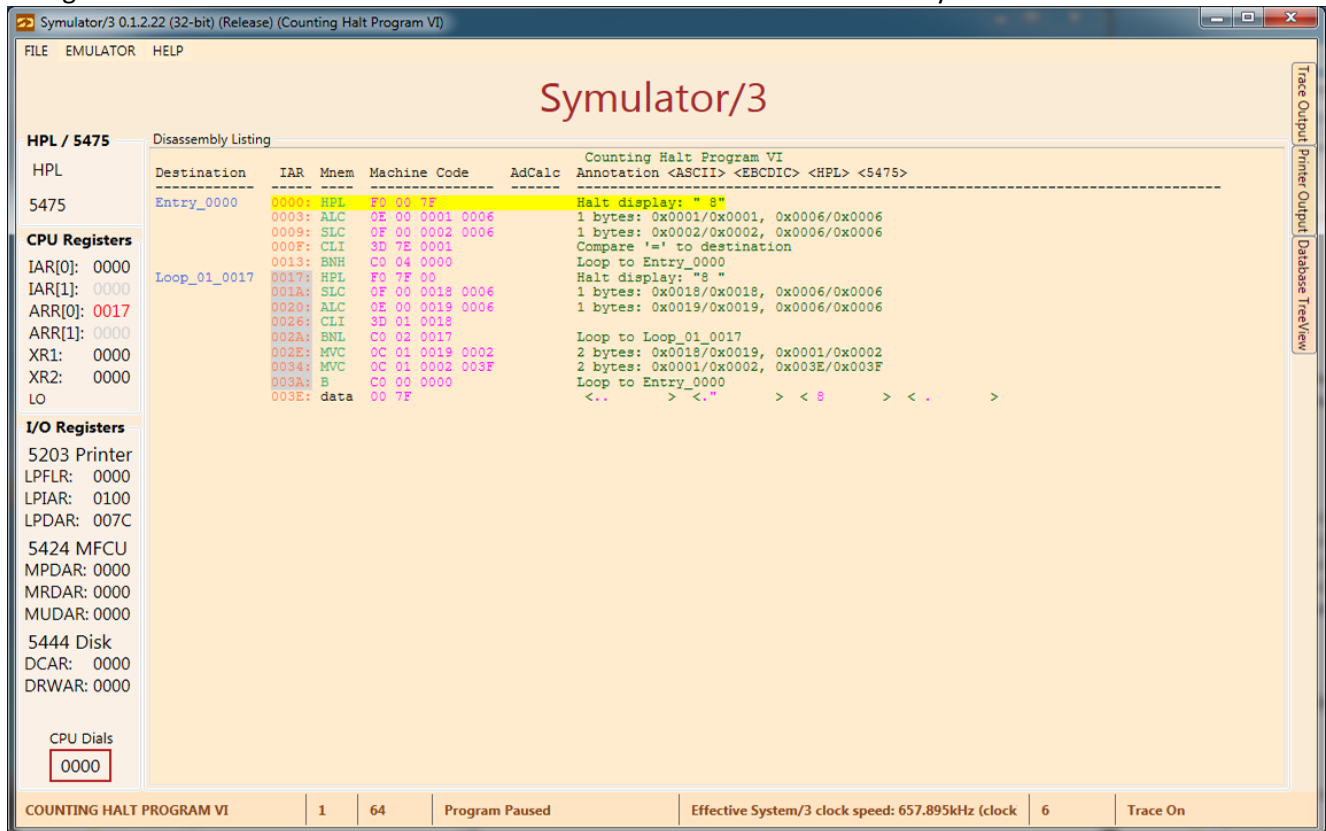 Symulator/3 0.1.2.22 (32-bit) (Release) (Counting Halt Program VI)
FILE EMULATOR HELP
Symulator/3
Trace Output
Printer Output
Database TreeView
HPL / 5475
HPL
5475
CPU Registers
IAR[0]: 0000
IAR[1]: 0000
ARR[0]: 0017
ARR[1]: 0000
XR1: 0000
XR2: 0000
LO
I/O Registers
5203 Printer
LPFLR: 0000
LPIAR: 0100
LPDAR: 007C
5424 MFCU
MPDAR: 0000
MRDAR: 0000
MUDAR: 0000
5444 Disk
DCAR: 0000
DRWAR: 0000
CPU Dials
0000
Disassembly Listing
Counting Halt Program VI
Destination IAR Mnem Machine Code AdCalc Annotation <ASCII> <EBCDIC> <HPL> <5475>
------------ ----- ---- --------------- ------ --------------------------------------------------------------------------------
Entry_0000 0000: HPL F0 00 7F Halt display: " 8"
0003: ALC 0E 00 0001 0006 1 bytes: 0x0001/0x0001, 0x0006/0x0006
0009: SLC 0F 00 0002 0006 1 bytes: 0x0002/0x0002, 0x0006/0x0006
000F: CLI 3D 7E 0001 Compare '=' to destination
0013: BNH C0 04 0000 Loop to Entry_0000
Loop_01_0017 0017: HPL F0 7F 00 Halt display: "8 "
001A: SLC 0F 00 0018 0006 1 bytes: 0x0018/0x0018, 0x0006/0x0006
0020: ALC 0E 00 0019 0006 1 bytes: 0x0019/0x0019, 0x0006/0x0006
0026: CLI 3D 01 0018
002A: BNL C0 02 0017 Loop to Loop_01_0017
002E: MVC 0C 01 0019 0002 2 bytes: 0x0018/0x0019, 0x0001/0x0002
0034: MVC 0C 01 0002 003F 2 bytes: 0x0001/0x0002, 0x003E/0x003F
003A: B C0 00 0000 Loop to Entry_0000
003E: data 00 7F <.. > <." > < 8 > < . >
COUNTING HALT PROGRAM VI 1 64 Program Paused Effective System/3 clock speed: 657.895kHz (clock 6 Trace On